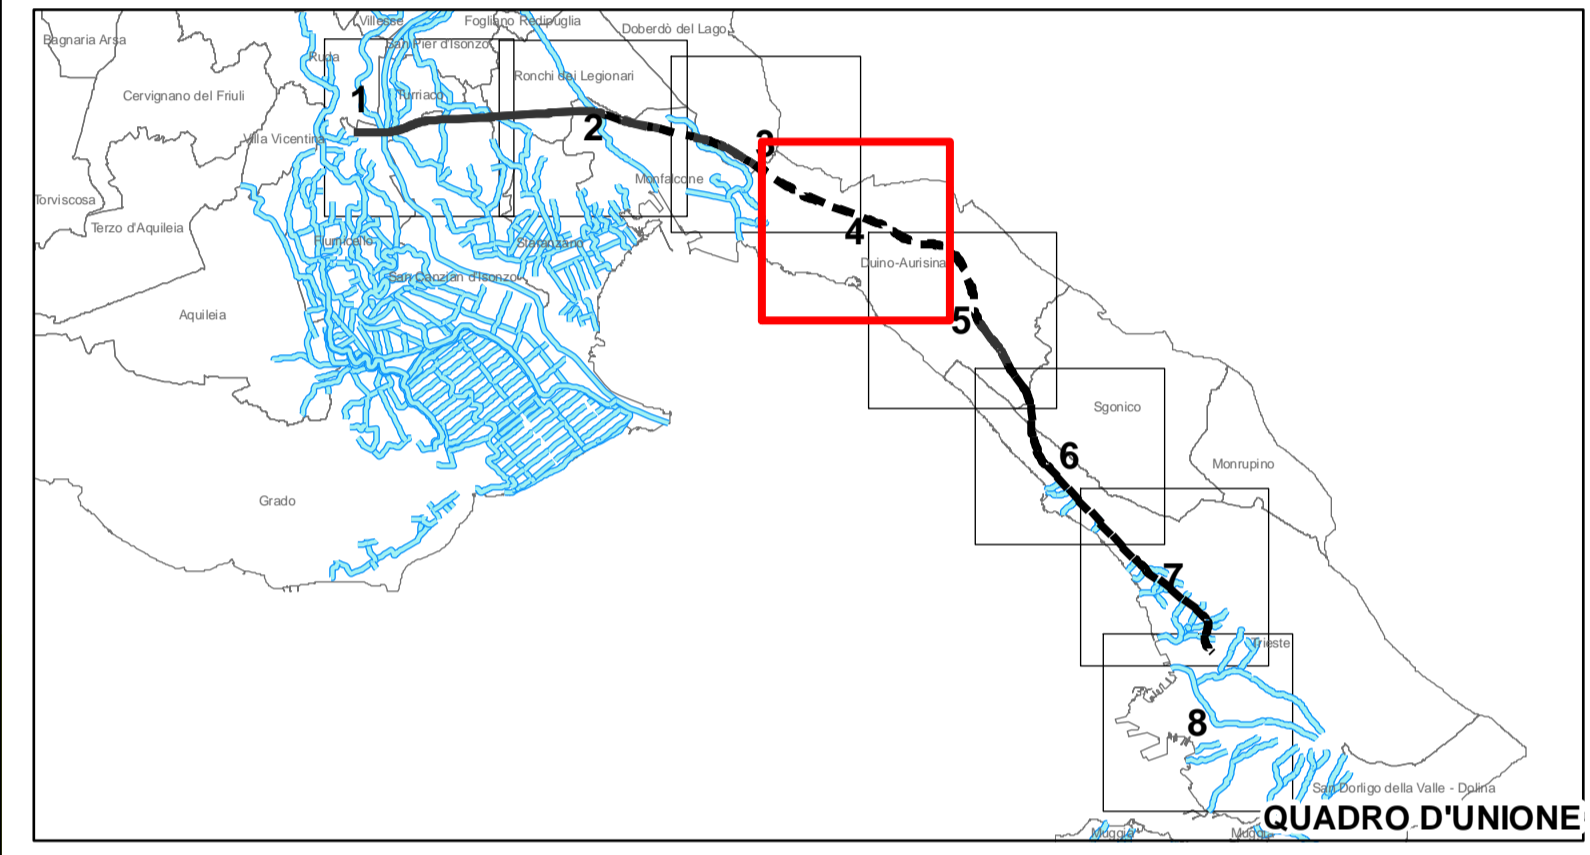 Villesse
Fogliano Redipuglia
Doberdò del Lago
Bagnaria Arsa
San Pier d'Isonzo
Ruda
Ronchi dei Legionari
Cervignano del Friuli
1
Turriaco
2
Villa Vicentina
3
Monfalcone
Torviscosa
Terzo d'Aquileia
4
Fiumicello
Staranzano
Duino-Aurisina
San Canzian d'Isonzo
Aquileia
5
Sgonico
6
Monrupino
Grado
7
Trieste
8
San Dorligo della Valle - Dolina
QUADRO D'UNIONE
Muggia
Muggia